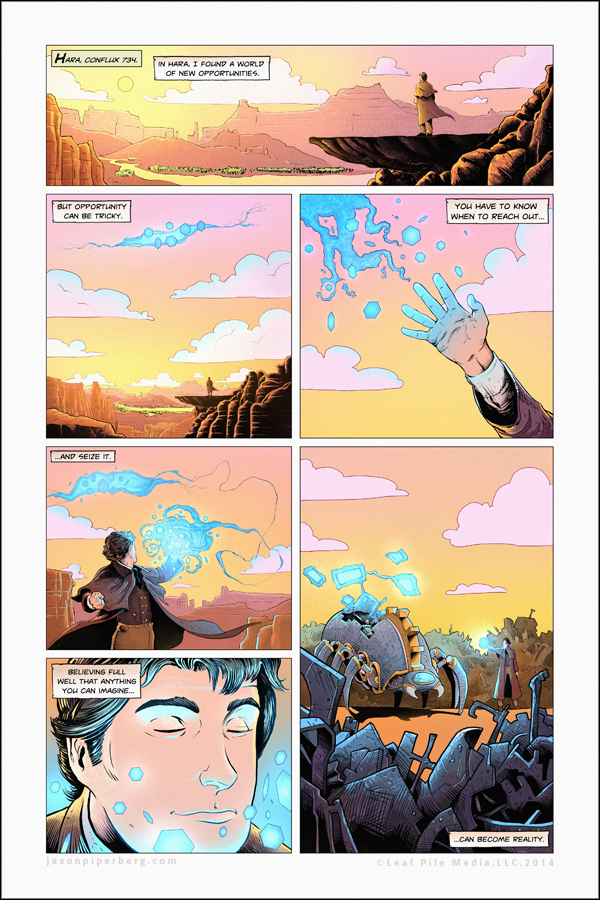 HARA, CONFLUX 734.
IN HARA, I FOUND A WORLD
OF NEW OPPORTUNITIES.
BUT OPPORTUNITY
CAN BE TRICKY.
YOU HAVE TO KNOW
WHEN TO REACH OUT...
...AND SEIZE IT.
BELIEVING FULL
WELL THAT ANYTHING
YOU CAN IMAGINE...
...CAN BECOME REALITY.
jasonpiperberg.com
©Leaf Pile Media,LLC.2014